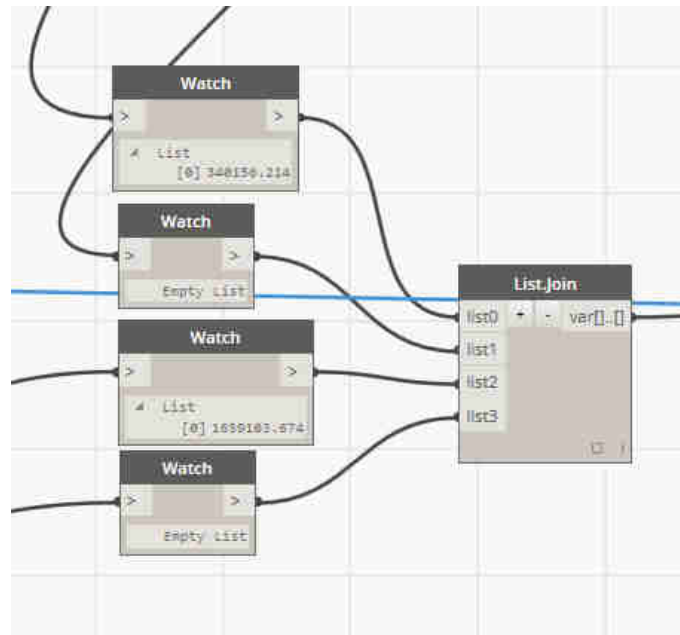 Watch
> >
List
[0] 340156.214
Watch
> >
Empty List
List.Join
list0 + - var[]..[]
list1
list2
list3
Watch
> >
List
[0] 1659103.674
Watch
> >
Empty List